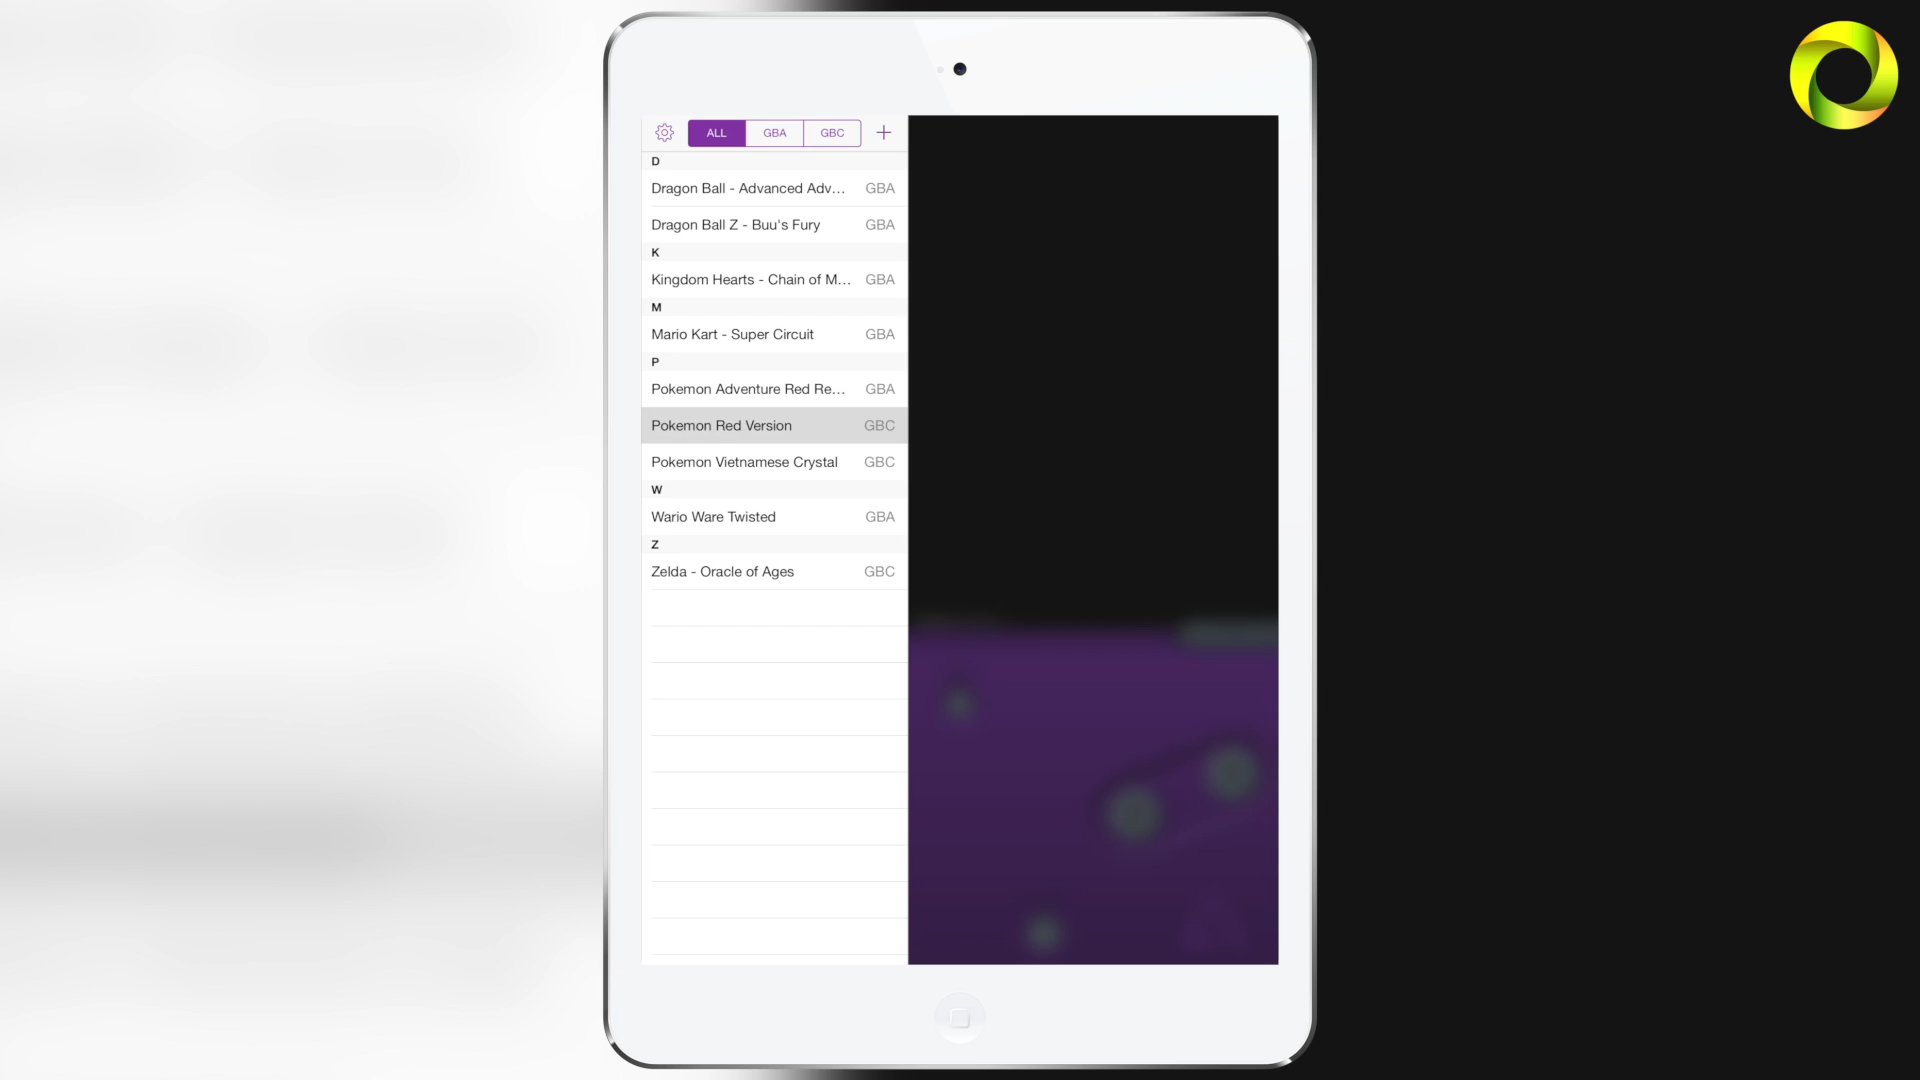 ALL GBA GBC
D
Dragon Ball - Advanced Adv... GBA
Dragon Ball Z - Buu's Fury GBA
K
Kingdom Hearts - Chain of M... GBA
M
Mario Kart - Super Circuit GBA
P
Pokemon Adventure Red Re... GBA
Pokemon Red Version GBC
Pokemon Vietnamese Crystal GBC
W
Wario Ware Twisted GBA
Z
Zelda - Oracle of Ages GBC